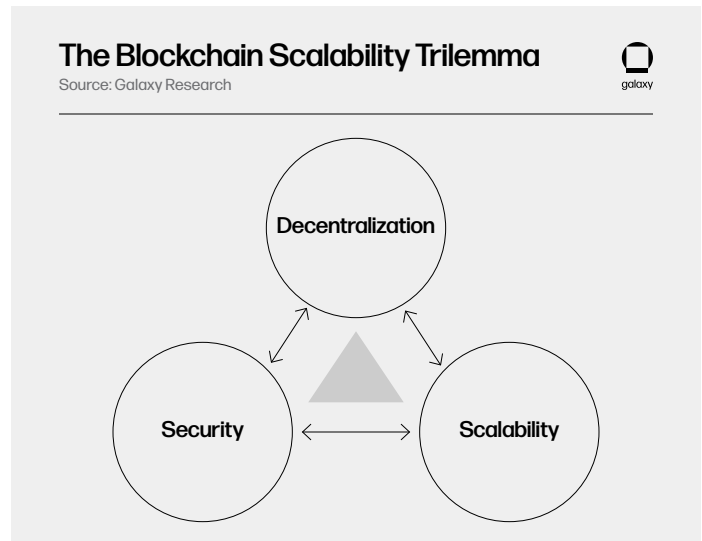 The Blockchain Scalability Trilemma
Source: Galaxy Research
galaxy
Decentralization
Security
Scalability